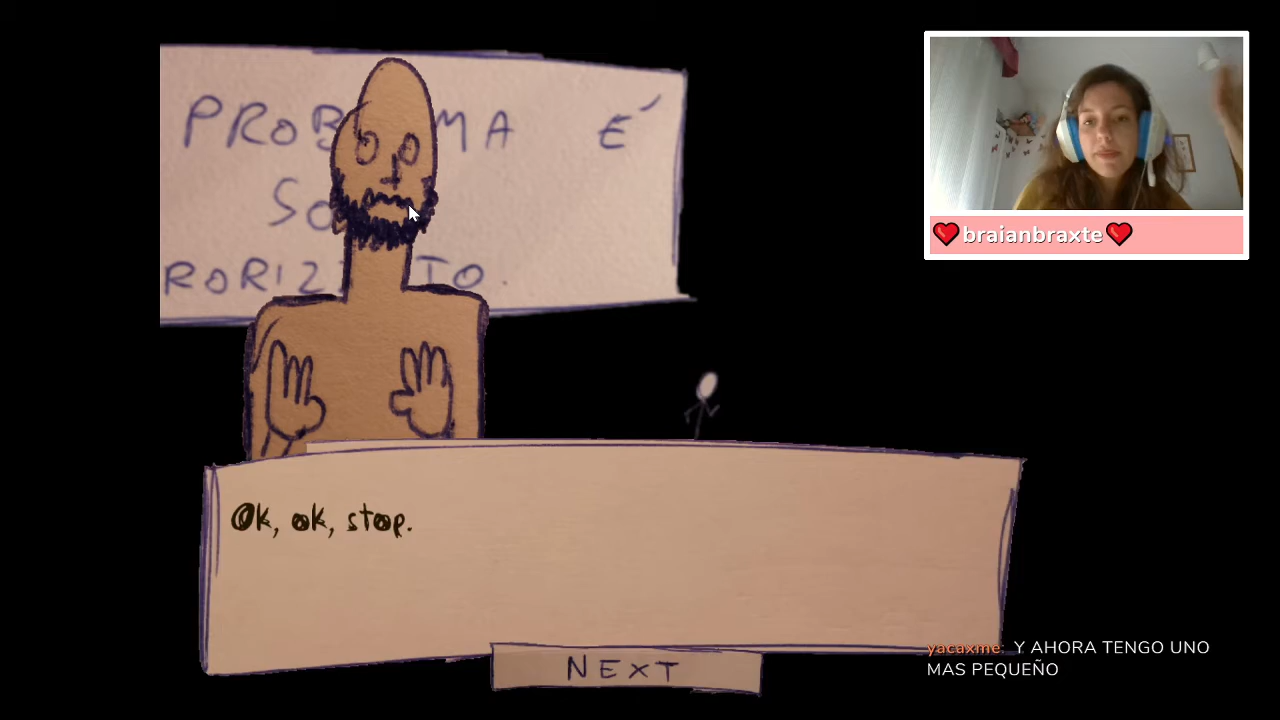 PROB MA É
SO
RORIZ TO.
❤️braianbraxte❤️
Ok, ok, stop.
NEXT
yacaxme: Y AHORA TENGO UNO
MAS PEQUEÑO